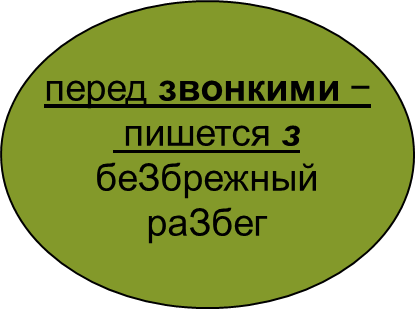 перед звонкими –
пишется з
беЗбрежный
раЗбег